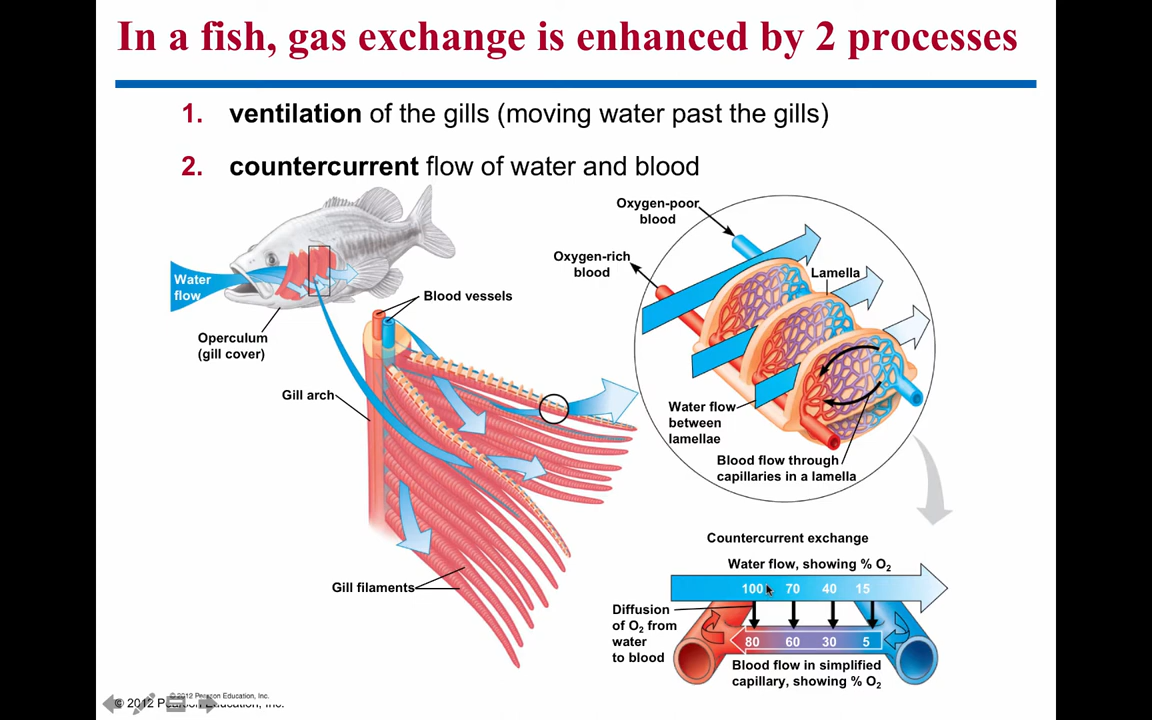 In a fish, gas exchange is enhanced by 2 processes
1. ventilation of the gills (moving water past the gills)
2. countercurrent flow of water and blood
Water
flow
Operculum
(gill cover)
Blood vessels
Gill arch
Gill filaments
Oxygen-poor
blood
Oxygen-rich
blood
Lamella
Water flow
between
lamellae
Blood flow through
capillaries in a lamella
Countercurrent exchange
Water flow, showing % O2
100 70 40 15
Diffusion
of O2 from
water
to blood
80 60 30 5
Blood flow in simplified
capillary, showing % O2
© 2012 Pearson Education, Inc.
© 2012 Education, Inc.